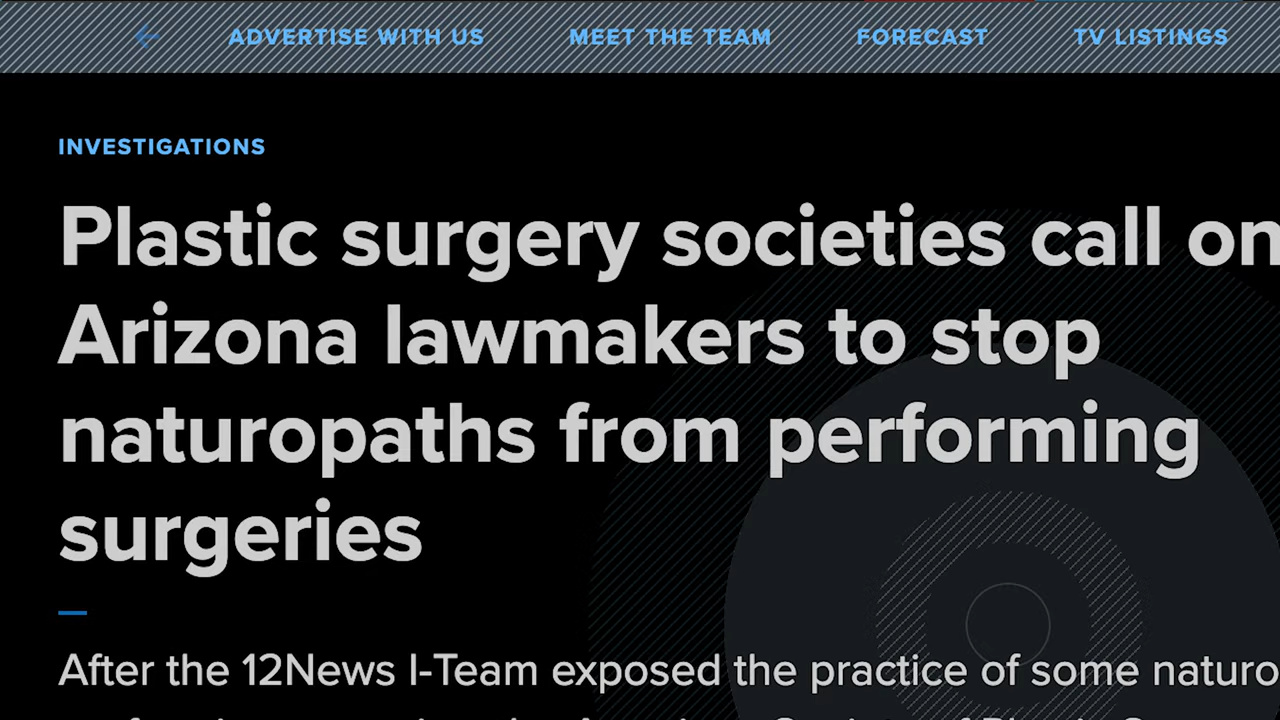 ADVERTISE WITH US MEET THE TEAM FORECAST TV LISTINGS
INVESTIGATIONS
Plastic surgery societies call on
Arizona lawmakers to stop
naturopaths from performing
surgeries
After the 12News I-Team exposed the practice of some naturo